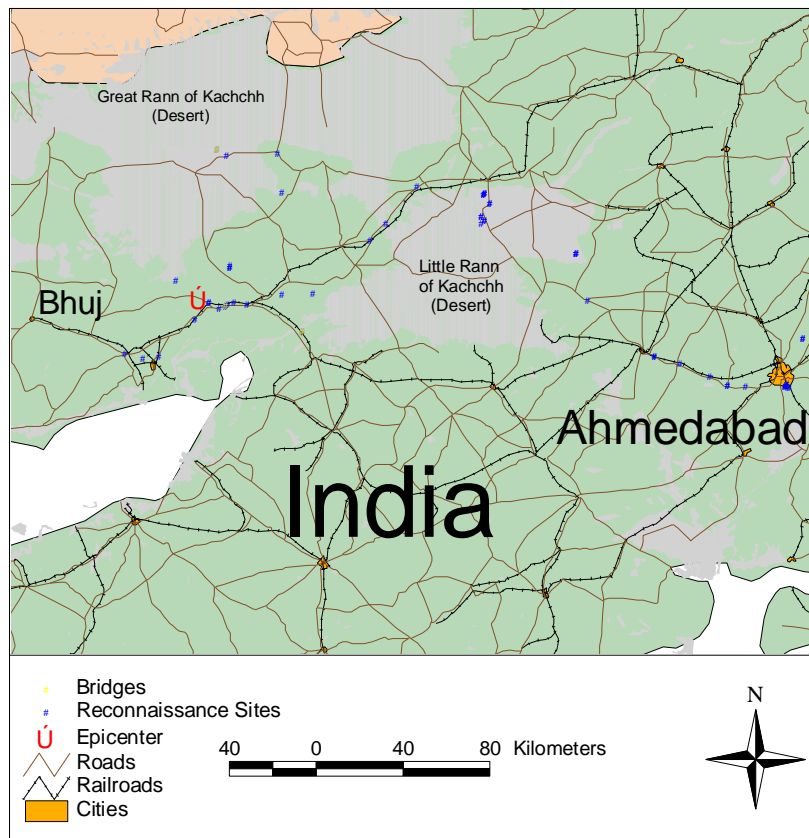 Great Rann of Kachchh
(Desert)
Little Rann
of Kachchh
(Desert)
Ú
Bhuj
Ahmedabad
India
# Bridges
# Reconnaissance Sites
Ú Epicenter
Roads
Railroads
Cities
40 0 40 80 Kilometers
N